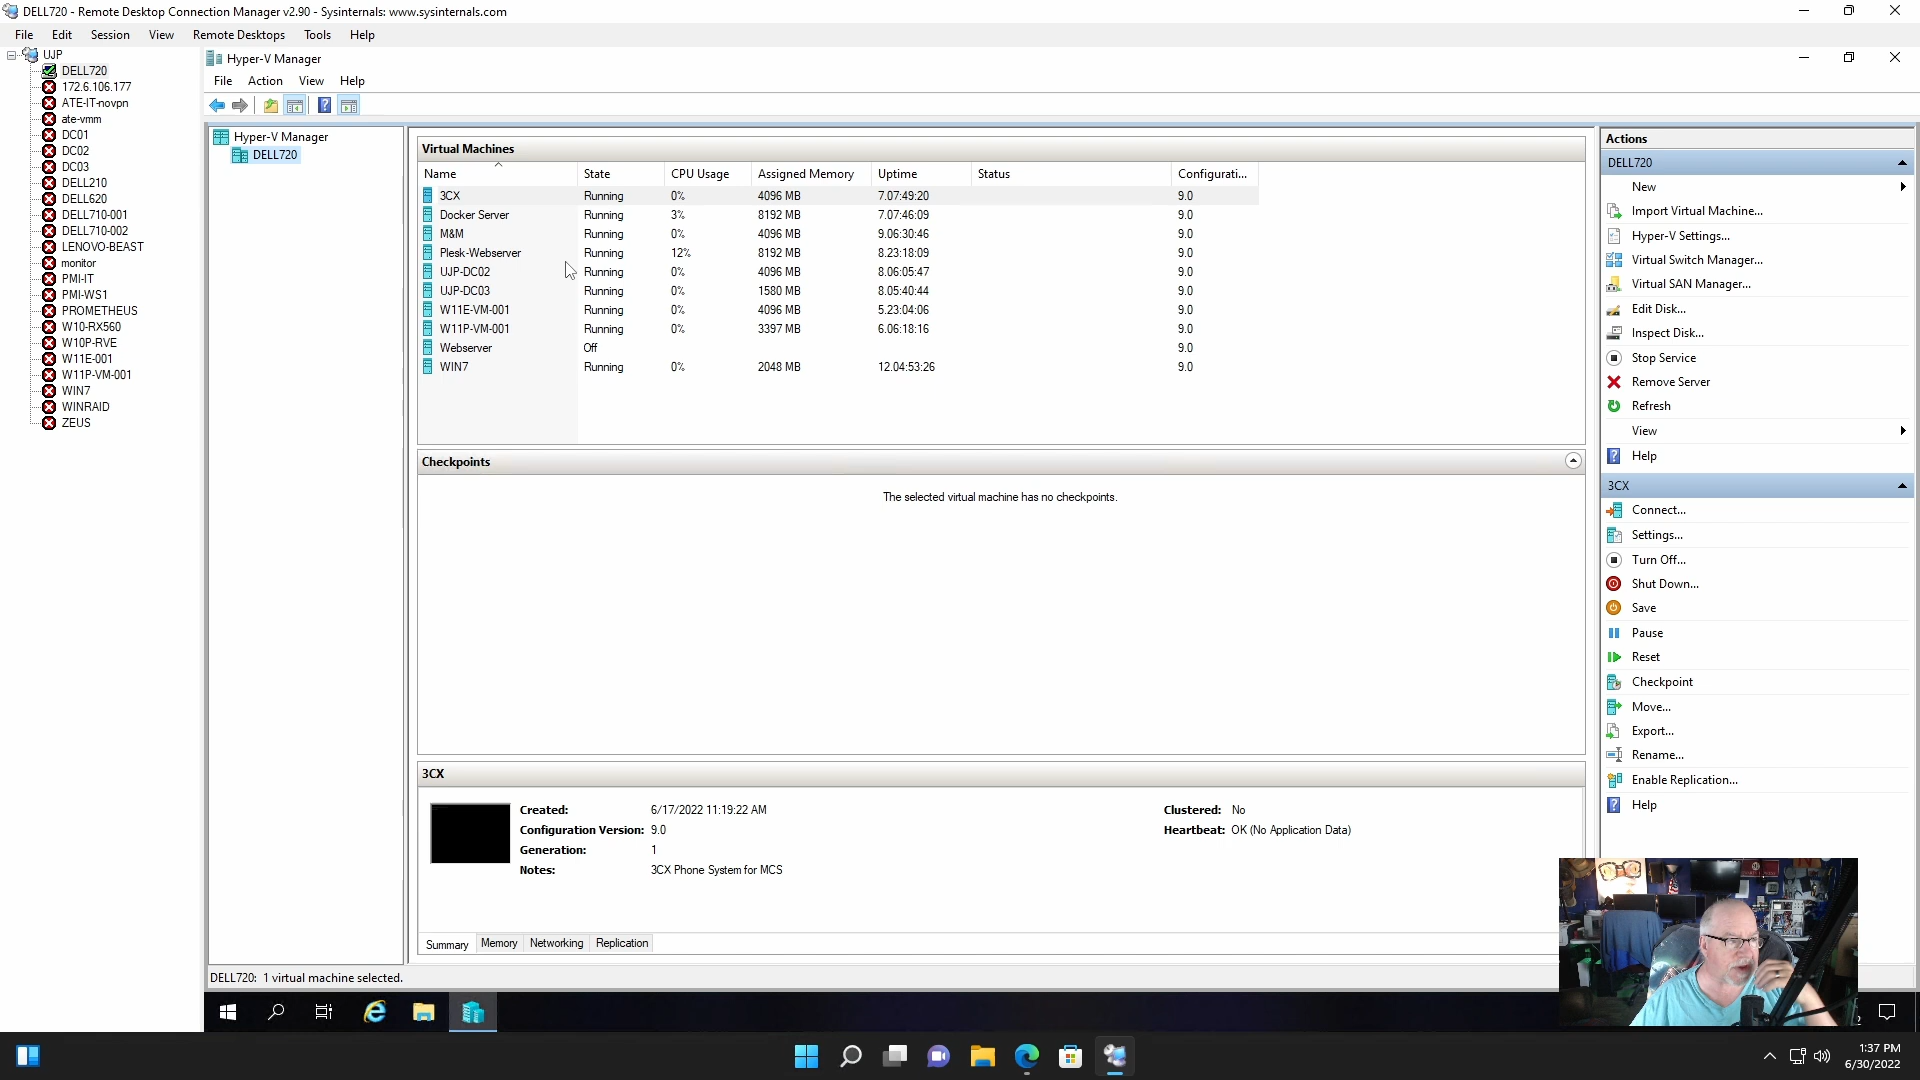 DELL720 - Remote Desktop Connection Manager v2.90 - Sysinternals: www.sysinternals.com
File Edit Session View Remote Desktops Tools Help
UJP
DELL720
172.6.106.177
ATE-IT-novpn
ate-vmm
DC01
DC02
DC03
DELL210
DELL620
DELL710-001
DELL710-002
LENOVO-BEAST
monitor
PMI-IT
PMI-WS1
PROMETHEUS
W10-RX560
W10P-RVE
W11E-001
W11P-VM-001
WIN7
WINRAID
ZEUS
Hyper-V Manager
File Action View Help
Hyper-V Manager
DELL720
Virtual Machines
Name State CPU Usage Assigned Memory Uptime Status Configurati...
3CX Running 0% 4096 MB 7.07:49:20 9.0
Docker Server Running 3% 8192 MB 7.07:46:09 9.0
M&M Running 0% 4096 MB 9.06:30:46 9.0
Plesk-Webserver Running 12% 8192 MB 8.23:18:09 9.0
UJP-DC02 Running 0% 4096 MB 8.06:05:47 9.0
UJP-DC03 Running 0% 1580 MB 8.05:40:44 9.0
W11E-VM-001 Running 0% 4096 MB 5.23:04:06 9.0
W11P-VM-001 Running 0% 3397 MB 6.06:18:16 9.0
Webserver Off 9.0
WIN7 Running 0% 2048 MB 12.04:53:26 9.0
Checkpoints
The selected virtual machine has no checkpoints.
3CX
Created: 6/17/2022 11:19:22 AM Clustered: No
Configuration Version: 9.0 Heartbeat: OK (No Application Data)
Generation: 1
Notes: 3CX Phone System for MCS
Summary Memory Networking Replication
DELL720: 1 virtual machine selected.
Actions
DELL720
New
Import Virtual Machine...
Hyper-V Settings...
Virtual Switch Manager...
Virtual SAN Manager...
Edit Disk...
Inspect Disk...
Stop Service
Remove Server
Refresh
View
Help
3CX
Connect...
Settings...
Turn Off...
Shut Down...
Save
Pause
Reset
Checkpoint
Move...
Export...
Rename...
Enable Replication...
Help
1:37 PM
6/30/2022